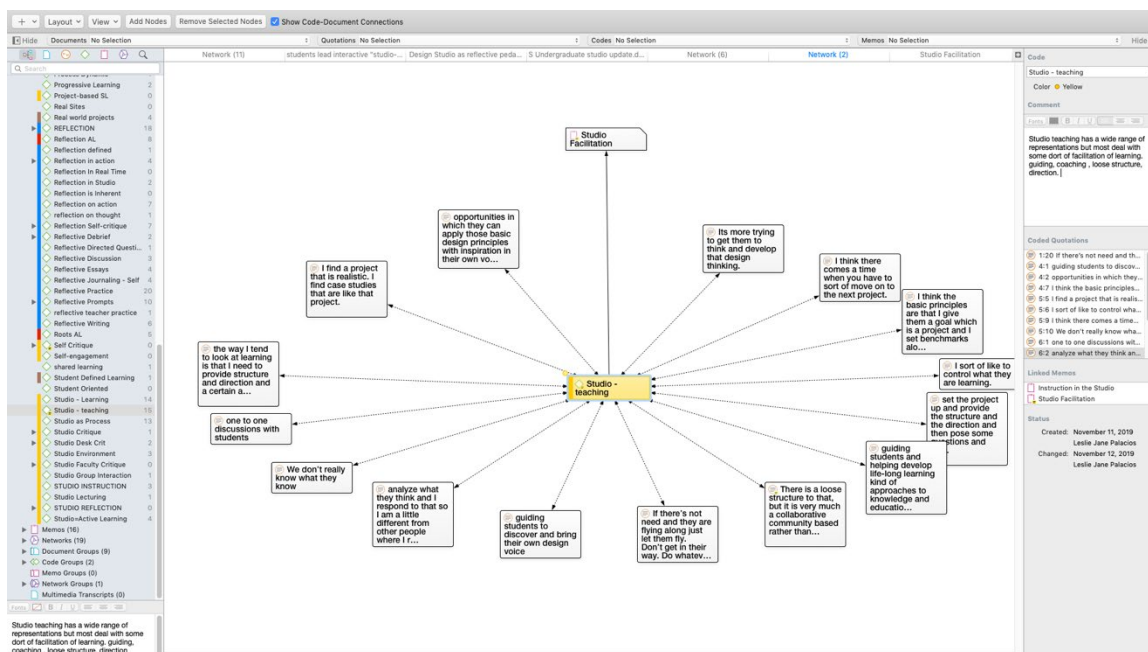 Layout
View
Add Nodes
Remove Selected Nodes
Show Code-Document Connections
Hide
Documents No Selection
Quotations No Selection
Codes No Selection
Memos No Selection
Hide
Network (11)
students lead interactive "studio-...
Design Studio as reflective peda...
S Undergraduate studio update.d...
Network (6)
Network (2)
Studio Facilitation
Search
Progressive Learning 2
Project-based SL 0
Real Sites 0
Real world projects 4
REFLECTION 18
Reflection AL 8
Reflection defined 1
Reflection in action 4
Reflection In Real Time 0
Reflection in Studio 2
Reflection is Inherent 0
Reflection on action 7
reflection on thought 1
Reflection Self-critique 7
Reflective Debrief 2
Reflective Directed Questi... 1
Reflective Discussion 3
Reflective Essays 4
Reflective Journaling - Self 4
Reflective Practice 20
Reflective Prompts 10
reflective teacher practice 1
Reflective Writing 6
Roots AL 5
Self Critique 0
Self-engagement 0
shared learning 1
Student Defined Learning 1
Student Oriented 0
Studio - Learning 14
Studio - teaching 15
Studio as Process 13
Studio Critique 1
Studio Desk Crit 2
Studio Environment 3
Studio Faculty Critique 0
Studio Group Interaction 1
STUDIO INSTRUCTION 3
Studio Lecturing 1
STUDIO REFLECTION 0
Studio=Active Learning 4
Memos (16)
Networks (19)
Document Groups (9)
Code Groups (2)
Memo Groups (0)
Network Groups (1)
Multimedia Transcripts (0)
Fonts
B I U
Studio teaching has a wide range of
representations but most deal with some
dort of facilitation of learning. guiding,
coaching , loose structure, direction.
Studio
Facilitation
opportunities in
which they can
apply those basic
design principles
with inspiration in
their own vo...
Its more trying
to get them to
think and develop
that design
thinking.
I find a project
that is realistic. I
find case studies
that are like that
project.
I think there
comes a time
when you have to
sort of move on to
the next project.
I think the
basic principles
are that I give
them a goal which
is a project and I
set benchmarks
alo...
the way I tend
to look at learning
is that I need to
provide structure
and direction and
a certain a...
Studio -
teaching
I sort of like to
control what they
are learning.
one to one
discussions with
students
set the project
up and provide
the structure and
the direction and
then pose some
questions and
We don't really
know what they
know
guiding
students and
helping develop
life-long learning
kind of
approaches to
knowledge and
educatio...
analyze what
they think and I
respond to that so
I am a little
different from
other people
where I r...
guiding
students to
discover and bring
their own design
voice
If there's not
need and they are
flying along just
let them fly.
Don't get in their
way. Do whatev...
There is a loose
structure to that,
but it is very much
a collaborative
community based
rather than...
Code
Studio - teaching
Color Yellow
Comment
Fonts B I U
Studio teaching has a wide range of
representations but most deal with
some dort of facilitation of learning.
guiding, coaching , loose structure,
direction.
Coded Quotations
1:20 If there's not need and th...
4:1 guiding students to discov...
4:2 opportunities in which they...
4:7 I think the basic principles...
5:5 I find a project that is realis...
5:6 I sort of like to control wha...
5:9 I think there comes a time...
5:10 We don't really know wha...
6:1 one to one discussions wit...
6:2 analyze what they think an...
Linked Memos
Instruction in the Studio
Studio Facilitation
Status
Created: November 11, 2019
Leslie Jane Palacios
Changed: November 12, 2019
Leslie Jane Palacios